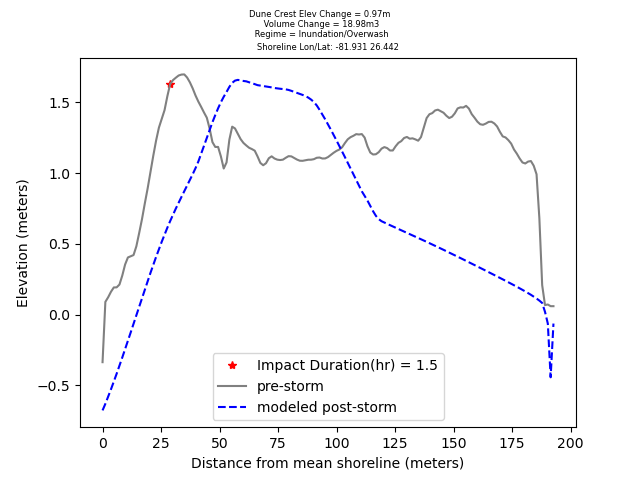 Dune Crest Elev Change = 0.97m
Volume Change = 18.98m3
Regime = Inundation/Overwash
Shoreline Lon/Lat: -81.931 26.442
Elevation (meters)
1.5
1.0
0.5
0.0
−0.5
Impact Duration(hr) = 1.5
pre-storm
modeled post-storm
0 25 50 75 100 125 150 175 200
Distance from mean shoreline (meters)